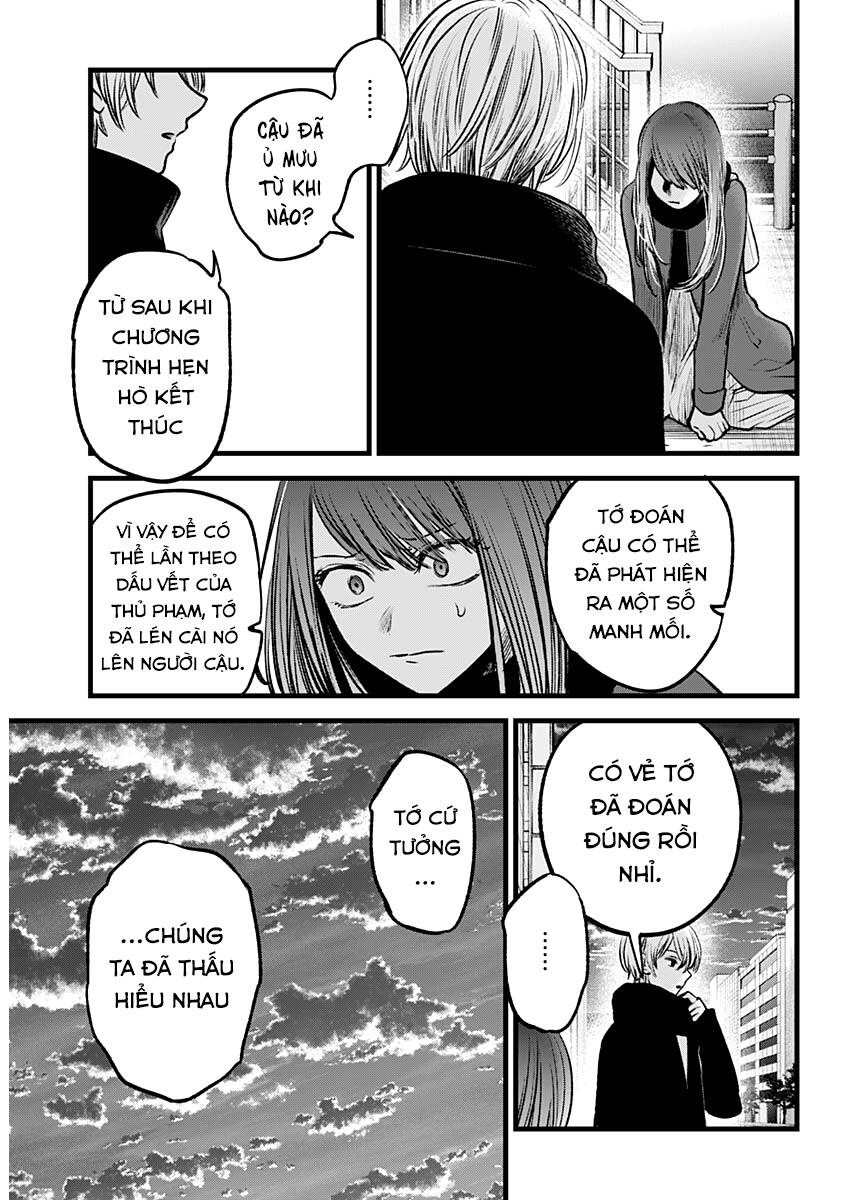 ……
CẬU ĐÃ
Ủ MƯU
TỪ KHI
NÀO?
TỪ SAU KHI
CHƯƠNG
TRÌNH HẸN
HÒ KẾT
THÚC
TỚ ĐOÁN
CẬU CÓ THỂ
ĐÃ PHÁT HIỆN
RA MỘT SỐ
MANH MỐI.
VÌ VẬY ĐỂ CÓ
THỂ LẦN THEO
DẤU VẾT CỦA
THỦ PHẠM, TỚ
ĐÃ LÉN CÀI NÓ
LÊN NGƯỜI CẬU.
CÓ VẺ TỚ
ĐÃ ĐOÁN
ĐÚNG RỒI
NHỈ.
……
TỚ CỨ
TƯỞNG
...
...CHÚNG
TA ĐÃ THẤU
HIỂU NHAU